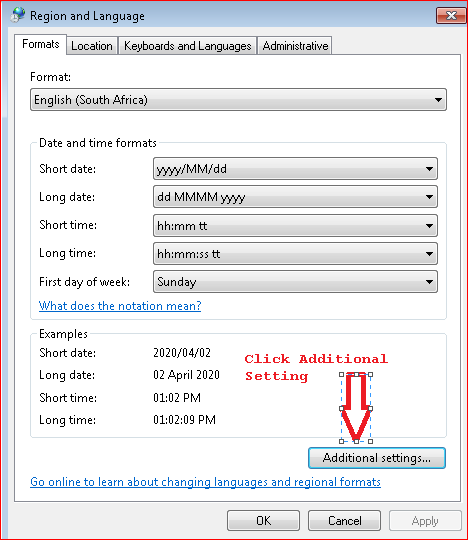 Region and Language
Formats Location Keyboards and Languages Administrative
Format:
English (South Africa)
Date and time formats
Short date: yyyy/MM/dd
Long date: dd MMMM yyyy
Short time: hh:mm tt
Long time: hh:mm:ss tt
First day of week: Sunday
What does the notation mean?
Examples
Short date: 2020/04/02
Long date: 02 April 2020
Short time: 01:02 PM
Long time: 01:02:09 PM
Click Additional
Setting
Additional settings...
Go online to learn about changing languages and regional formats
OK Cancel Apply